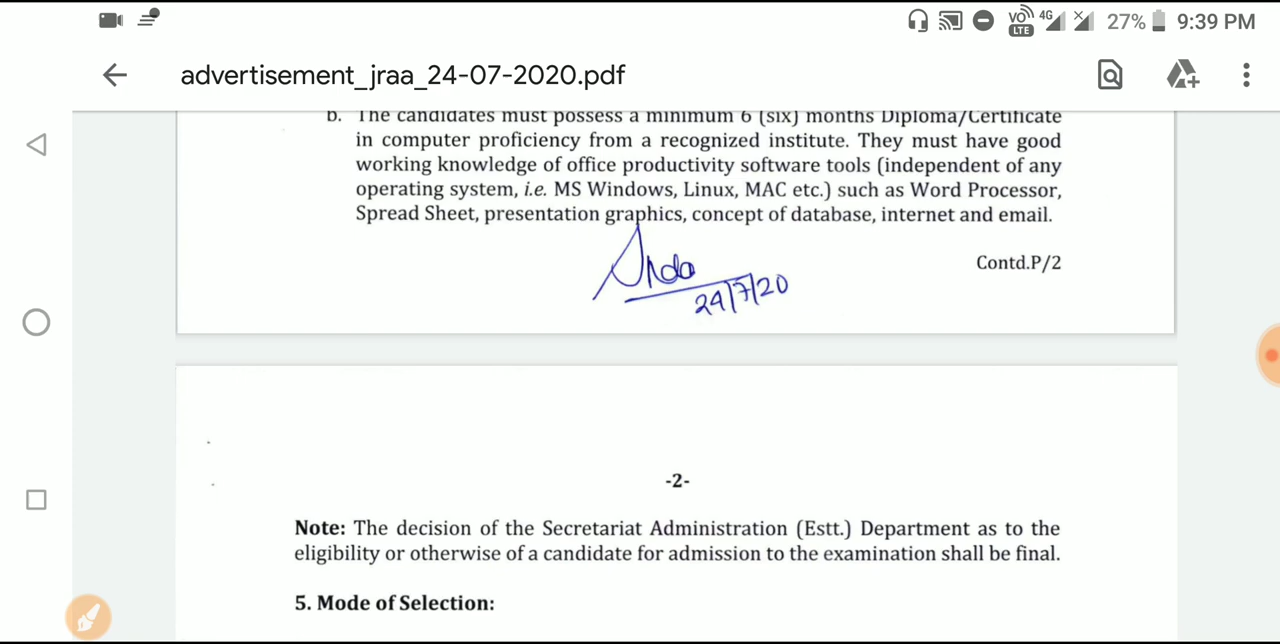 VO 4G 27% 9:39 PM
LTE
advertisement_jraa_24-07-2020.pdf
b. The candidates must possess a minimum 6 (six) months Diploma/Certificate
in computer proficiency from a recognized institute. They must have good
working knowledge of office productivity software tools (independent of any
operating system, i.e. MS Windows, Linux, MAC etc.) such as Word Processor,
Spread Sheet, presentation graphics, concept of database, internet and email.
Contd.P/2
24/7/20
-2-
Note: The decision of the Secretariat Administration (Estt.) Department as to the
eligibility or otherwise of a candidate for admission to the examination shall be final.
5. Mode of Selection: